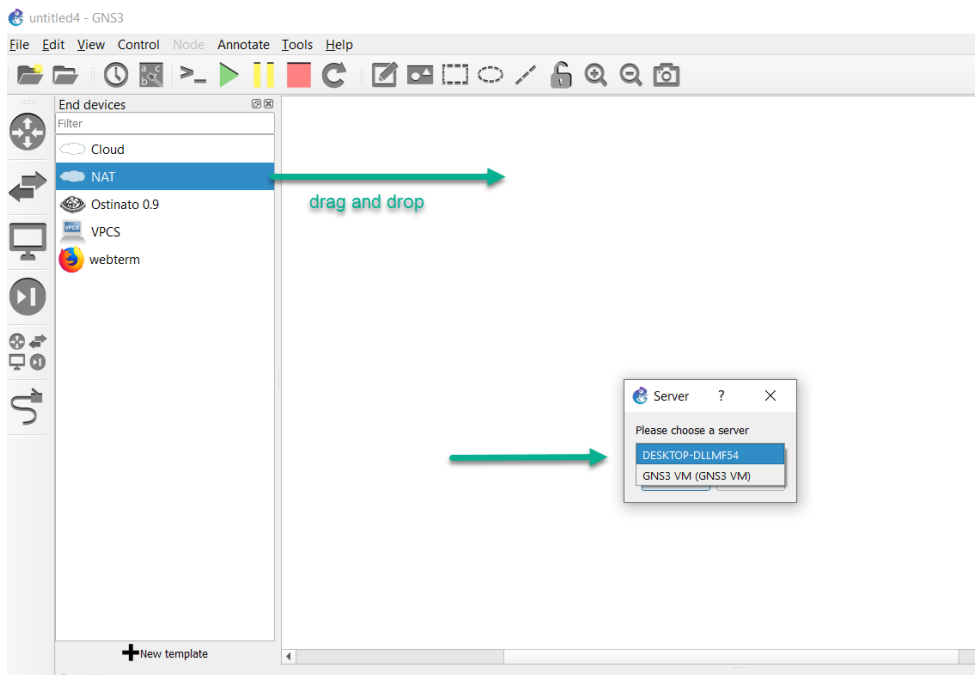 untitled4 - GNS3
File Edit View Control Node Annotate Tools Help
End devices
Filter
Cloud
NAT
Ostinato 0.9
VPCS
webterm
drag and drop
Server ? ×
Please choose a server
DESKTOP-DLLMF54
GNS3 VM (GNS3 VM)
New template